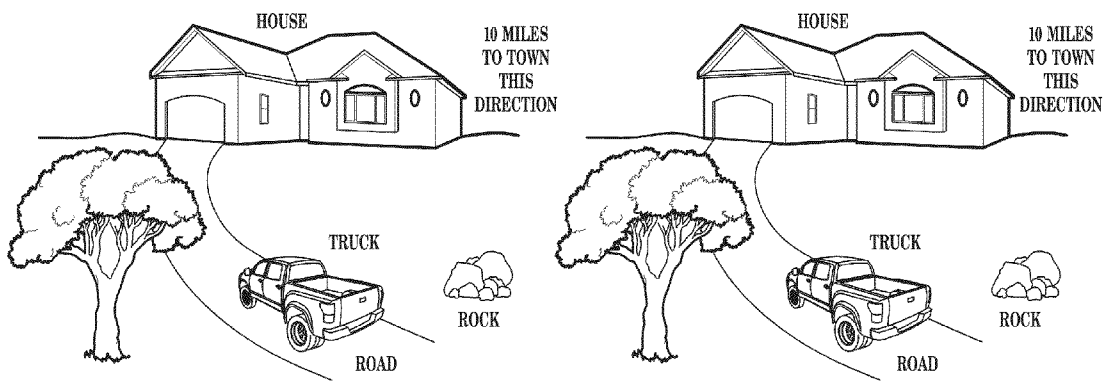 HOUSE
10 MILES
TO TOWN
THIS
DIRECTION
TRUCK
ROCK
ROAD
HOUSE
10 MILES
TO TOWN
THIS
DIRECTION
TRUCK
ROCK
ROAD